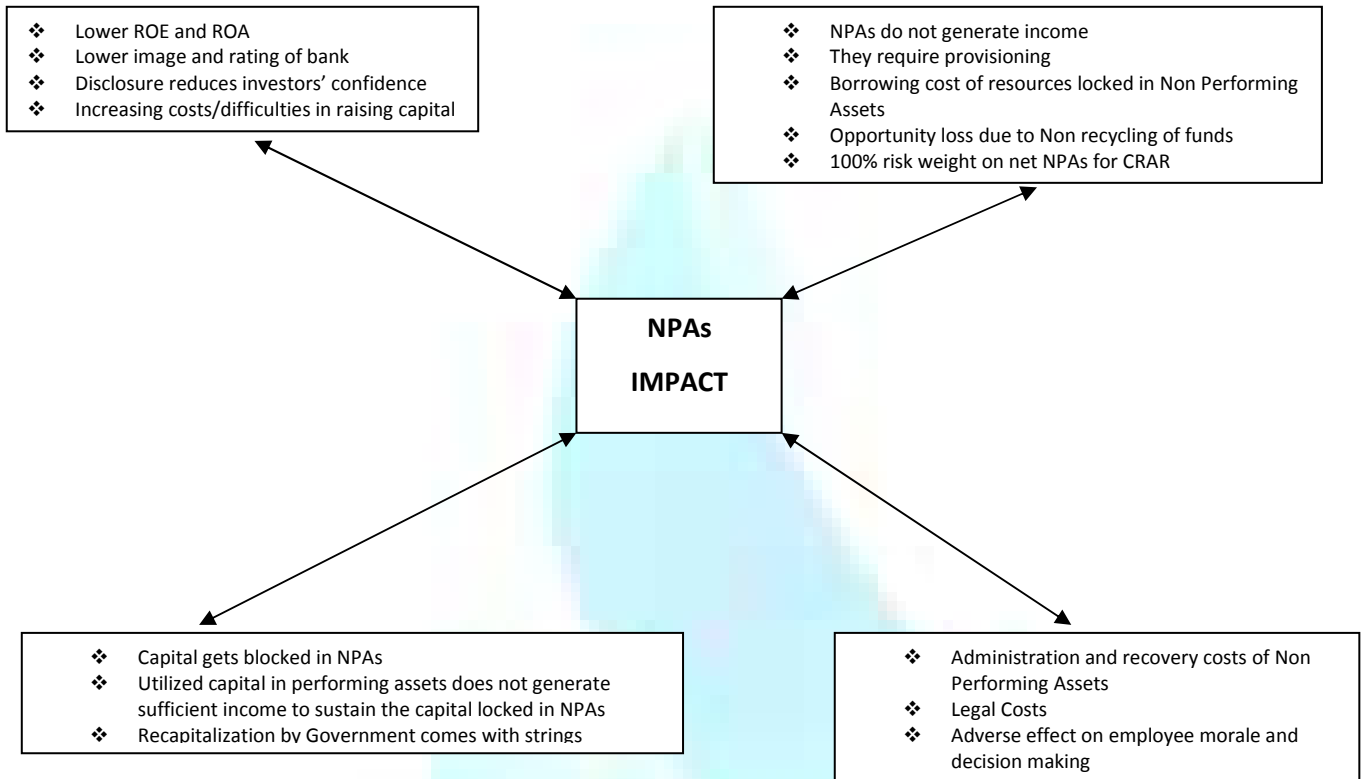 ❖ Lower ROE and ROA
❖ Lower image and rating of bank
❖ Disclosure reduces investors’ confidence
❖ Increasing costs/difficulties in raising capital
❖ NPAs do not generate income
❖ They require provisioning
❖ Borrowing cost of resources locked in Non Performing
Assets
❖ Opportunity loss due to Non recycling of funds
❖ 100% risk weight on net NPAs for CRAR
NPAs
IMPACT
❖ Capital gets blocked in NPAs
❖ Utilized capital in performing assets does not generate
sufficient income to sustain the capital locked in NPAs
❖ Recapitalization by Government comes with strings
❖ Administration and recovery costs of Non
Performing Assets
❖ Legal Costs
❖ Adverse effect on employee morale and
decision making